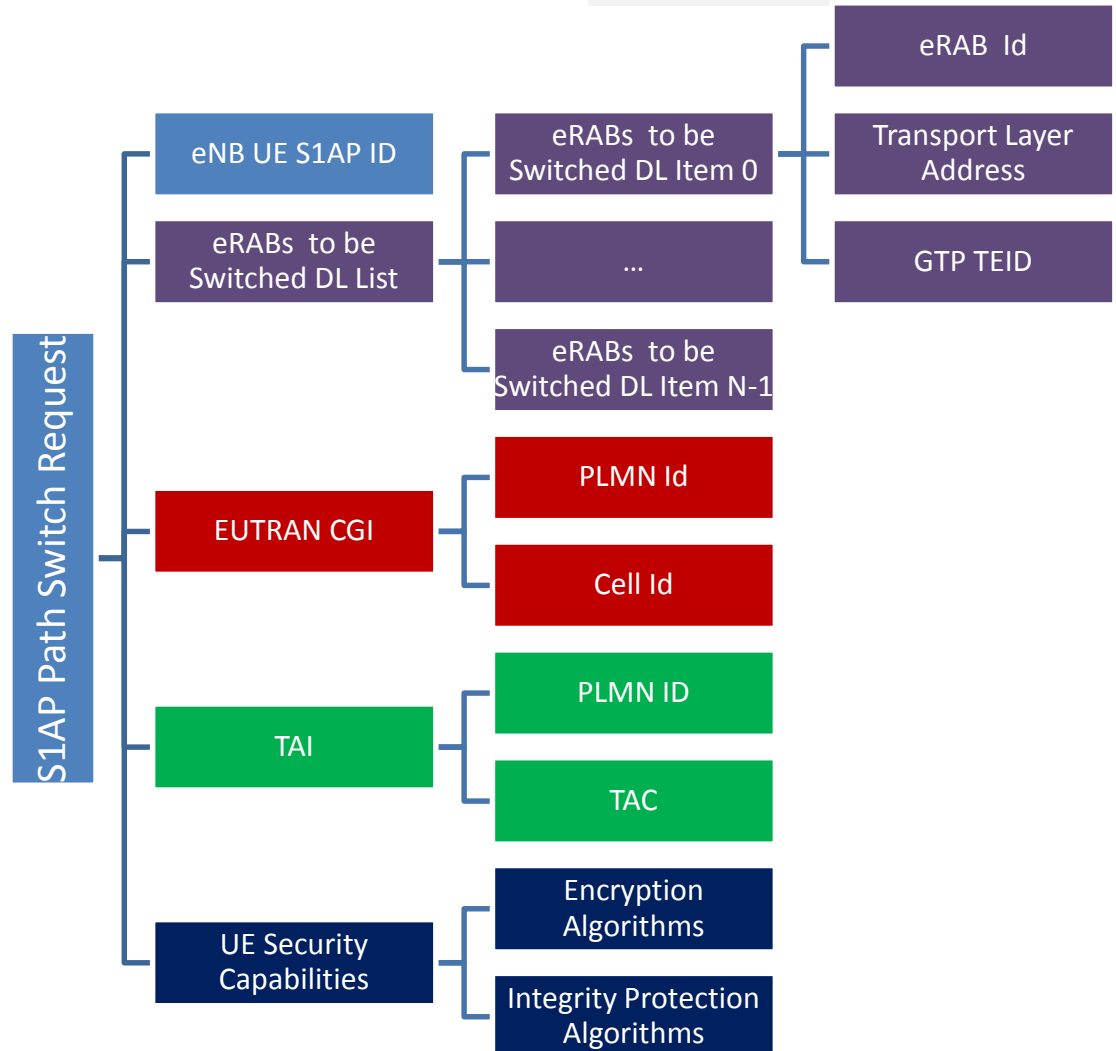 S1AP Path Switch Request
eNB UE S1AP ID
eRABs to be
Switched DL List
eRABs to be
Switched DL Item 0
eRAB Id
Transport Layer
Address
GTP TEID
...
eRABs to be
Switched DL Item N-1
EUTRAN CGI
PLMN Id
Cell Id
TAI
PLMN ID
TAC
UE Security
Capabilities
Encryption
Algorithms
Integrity Protection
Algorithms